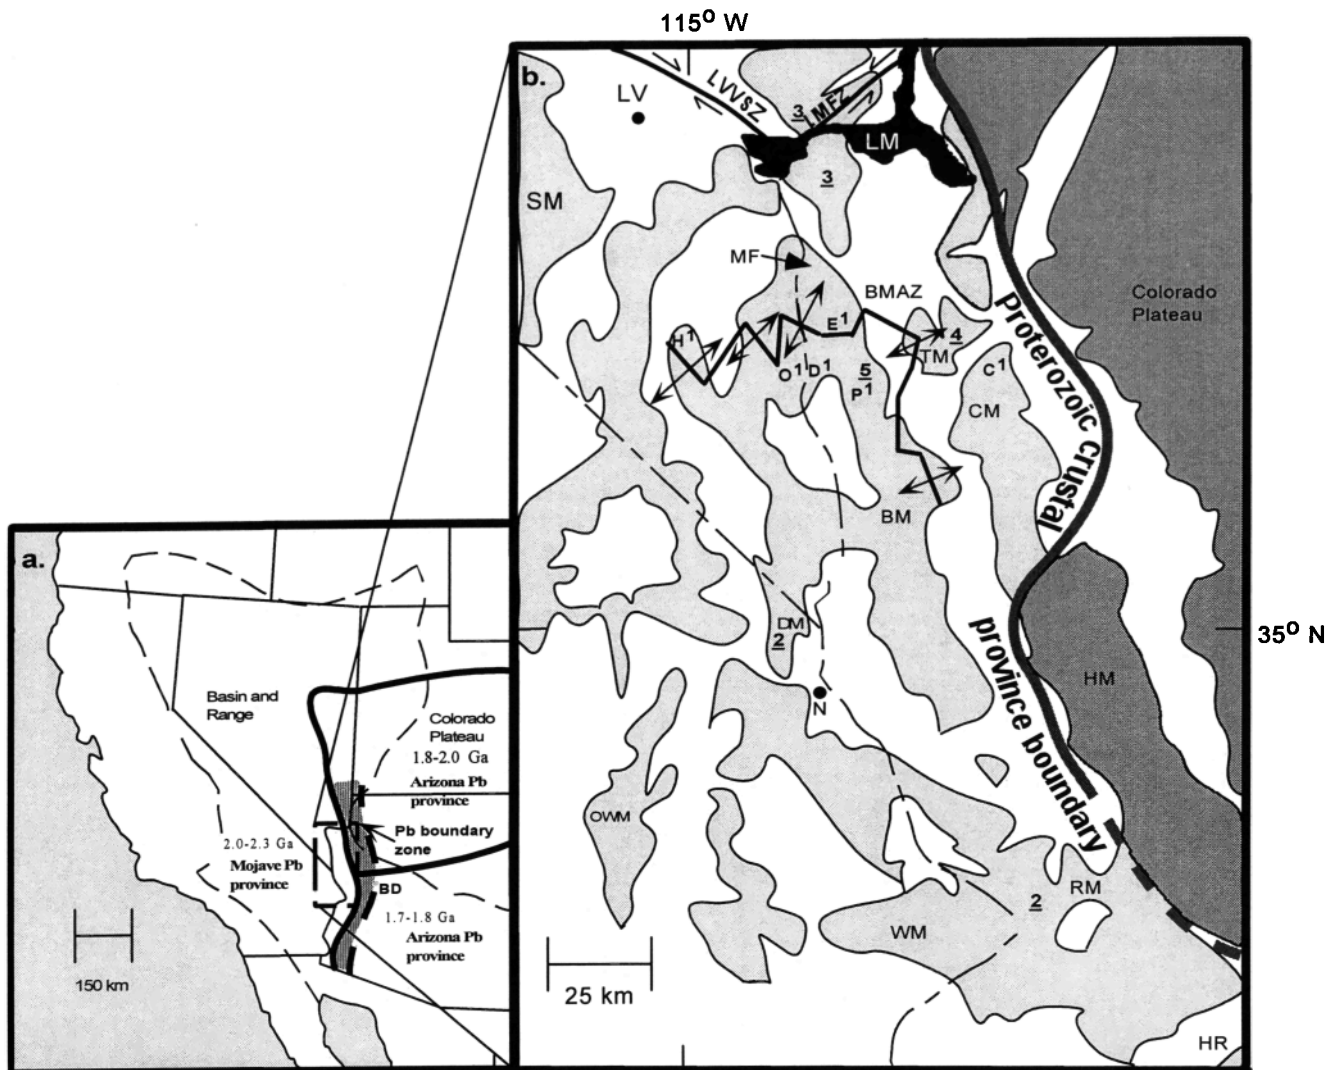 115° W
b.
LV
LVVSZ
LMFZ
3
LM
3
SM
MF
BMAZ
Colorado
Plateau
E1
H1
4
TM
O1 D1
5
P1
C1
CM
Proterozoic Crustal
BM
DM
2
35° N
N
HM
province boundary
OWM
2
RM
WM
25 km
HR
a.
Basin and
Range
Colorado
Plateau
1.8-2.0 Ga
Arizona Pb
province
Pb boundary
zone
2.0-2.3 Ga
Mojave Pb
province
BD
1.7-1.8 Ga
Arizona Pb
province
150 km